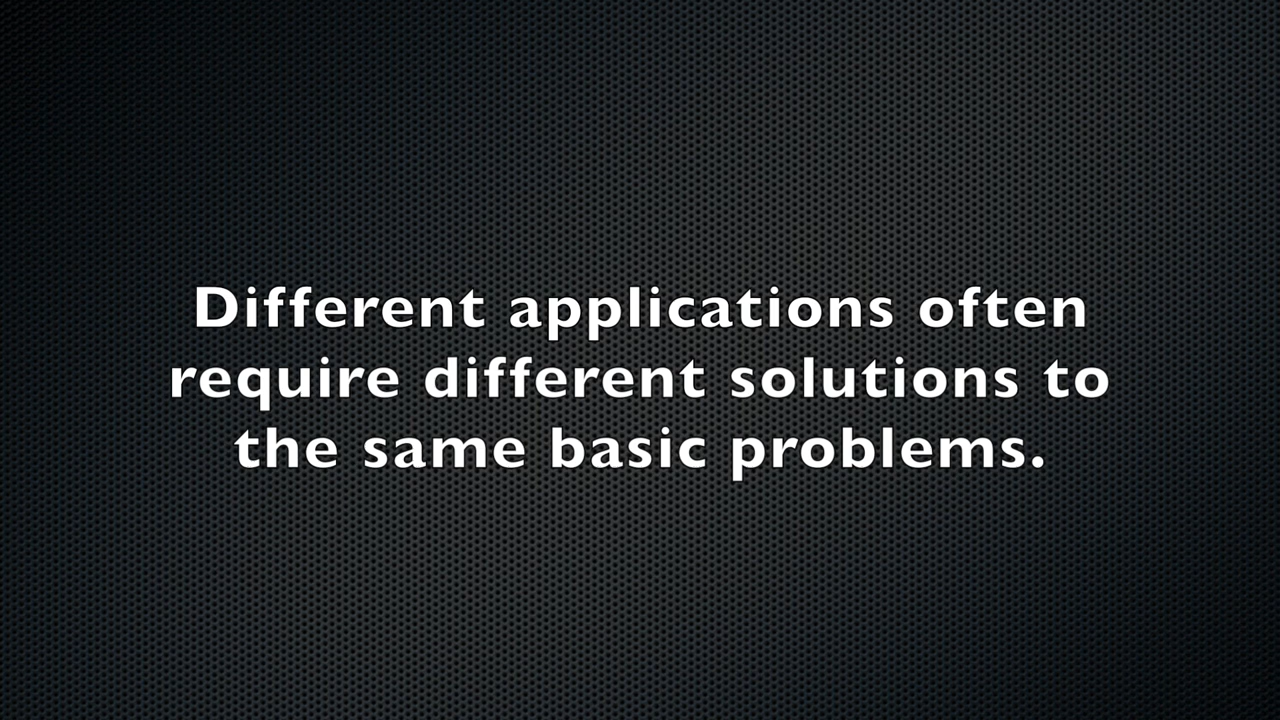 Different applications often
require different solutions to
the same basic problems.